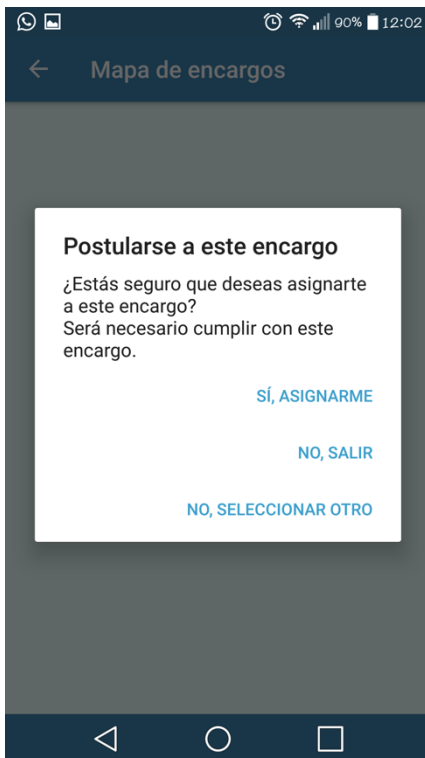 90% 12:02
Mapa de encargos
Postularse a este encargo
¿Estás seguro que deseas asignarte
a este encargo?
Será necesario cumplir con este
encargo.
SÍ, ASIGNARME
NO, SALIR
NO, SELECCIONAR OTRO